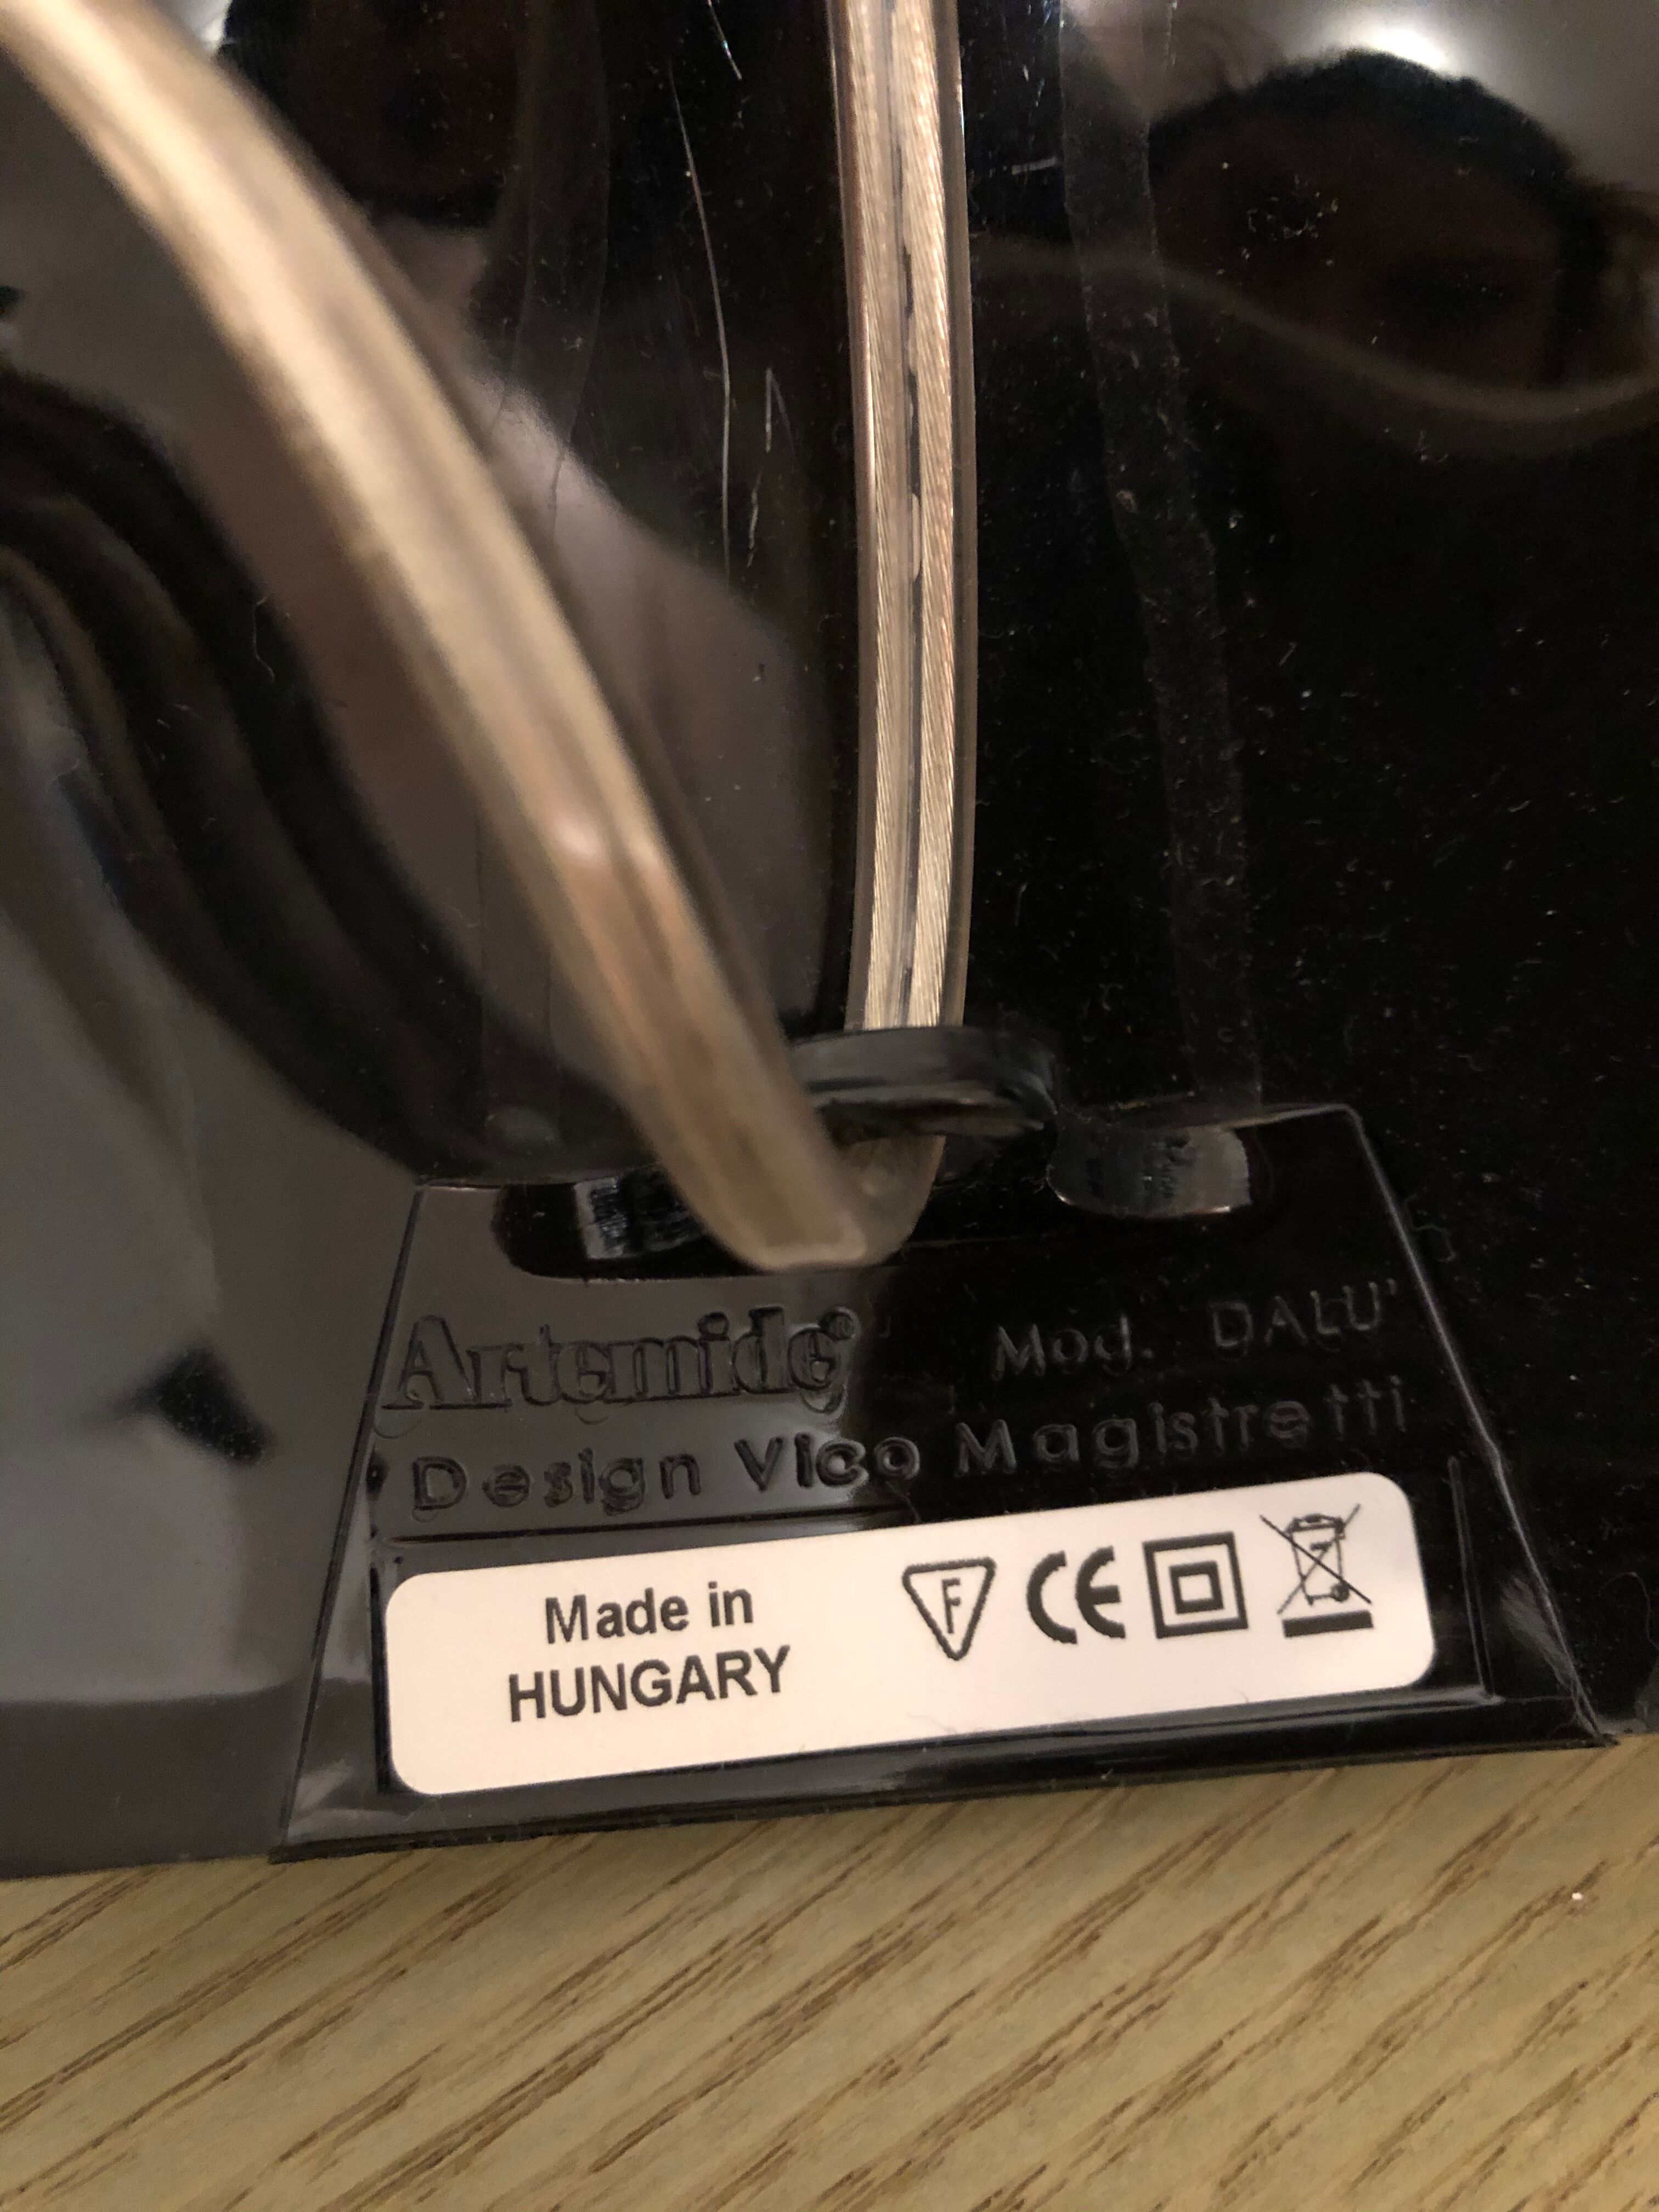 Artemide® Mod. DALU'
Design Vico Magistretti
Made in
HUNGARY
F CE